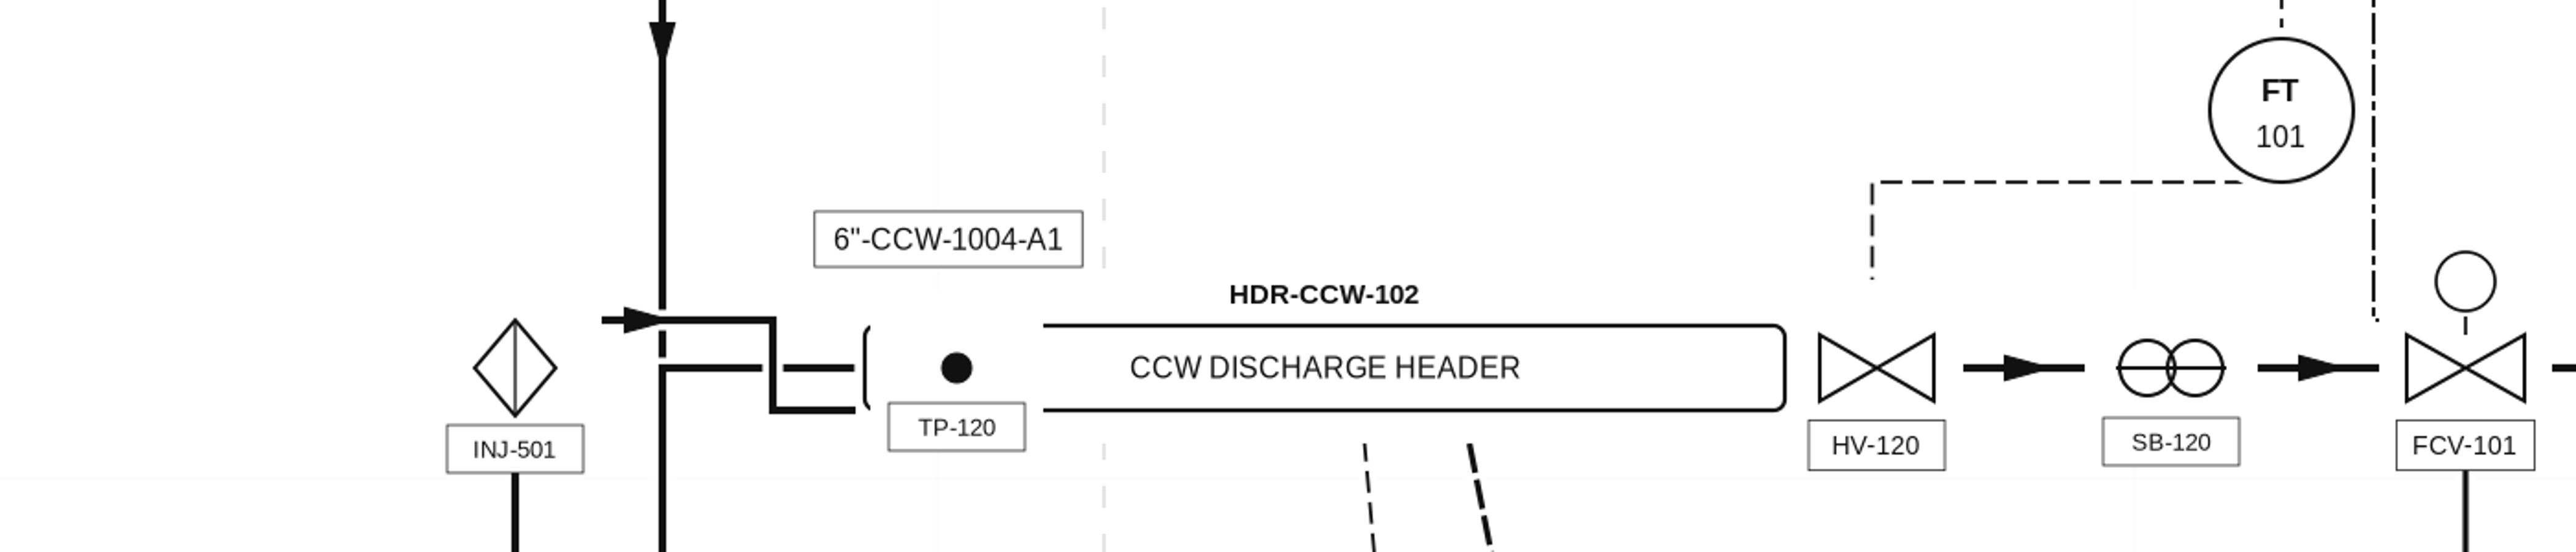 FT
101
6"-CCW-1004-A1
HDR-CCW-102
CCW DISCHARGE HEADER
TP-120
INJ-501
HV-120
SB-120
FCV-101